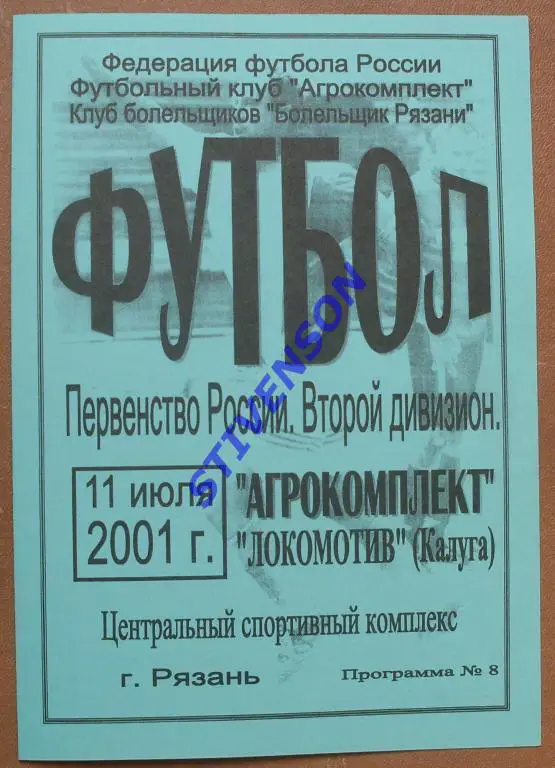 Федерация футбола России
Футбольный клуб "Агрокомплект"
Клуб болельщиков "Болельщик Рязани"
ФУТБОЛ
Первенство России. Второй дивизион.
11 июля
2001 г.
"АГРОКОМПЛЕКТ"
"ЛОКОМОТИВ" (Калуга)
Центральный спортивный комплекс
г. Рязань
Программа № 8
STIVENSON